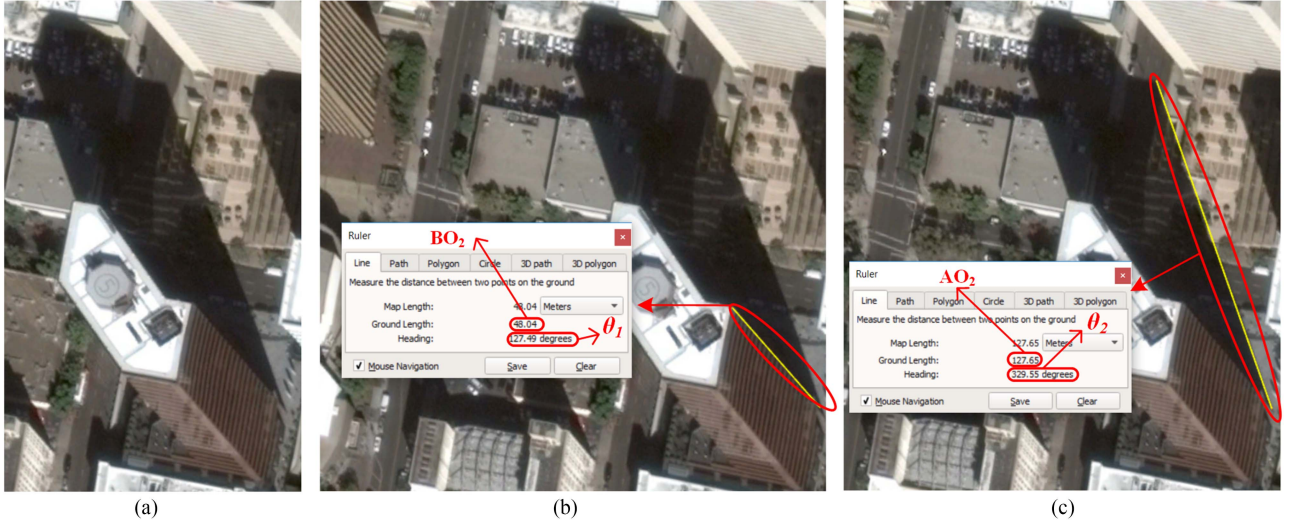 BO₂
Ruler
Line Path Polygon Circle 3D path 3D polygon
Measure the distance between two points on the ground
Map Length: 48.04 Meters
Ground Length: 48.04
Heading: 127.49 degrees
θ₁
Mouse Navigation Save Clear
AO₂
Ruler
Line Path Polygon Circle 3D path 3D polygon
Measure the distance between two points on the ground
Map Length: 127.65 Meters
Ground Length: 127.65
Heading: 329.55 degrees
θ₂
Mouse Navigation Save Clear
(a) (b) (c)